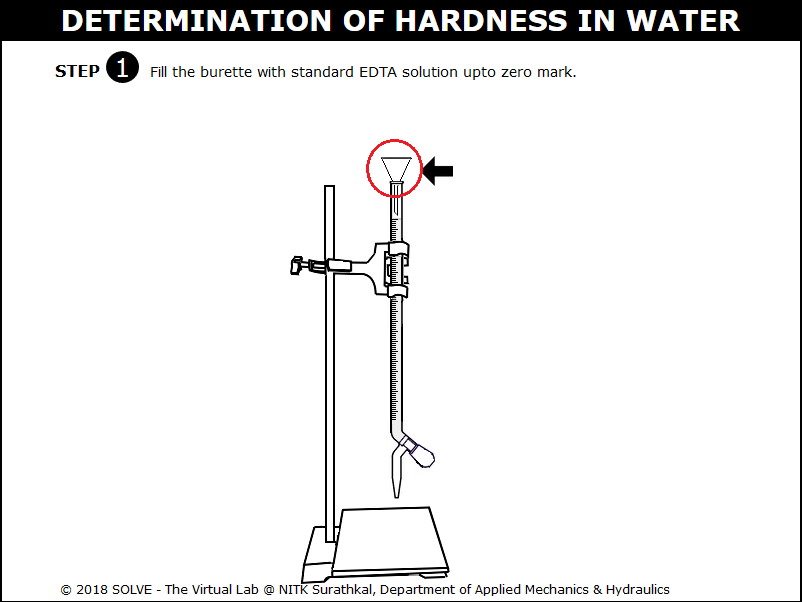 DETERMINATION OF HARDNESS IN WATER
STEP 1 Fill the burette with standard EDTA solution upto zero mark.
© 2018 SOLVE - The Virtual Lab @ NITK Surathkal, Department of Applied Mechanics & Hydraulics